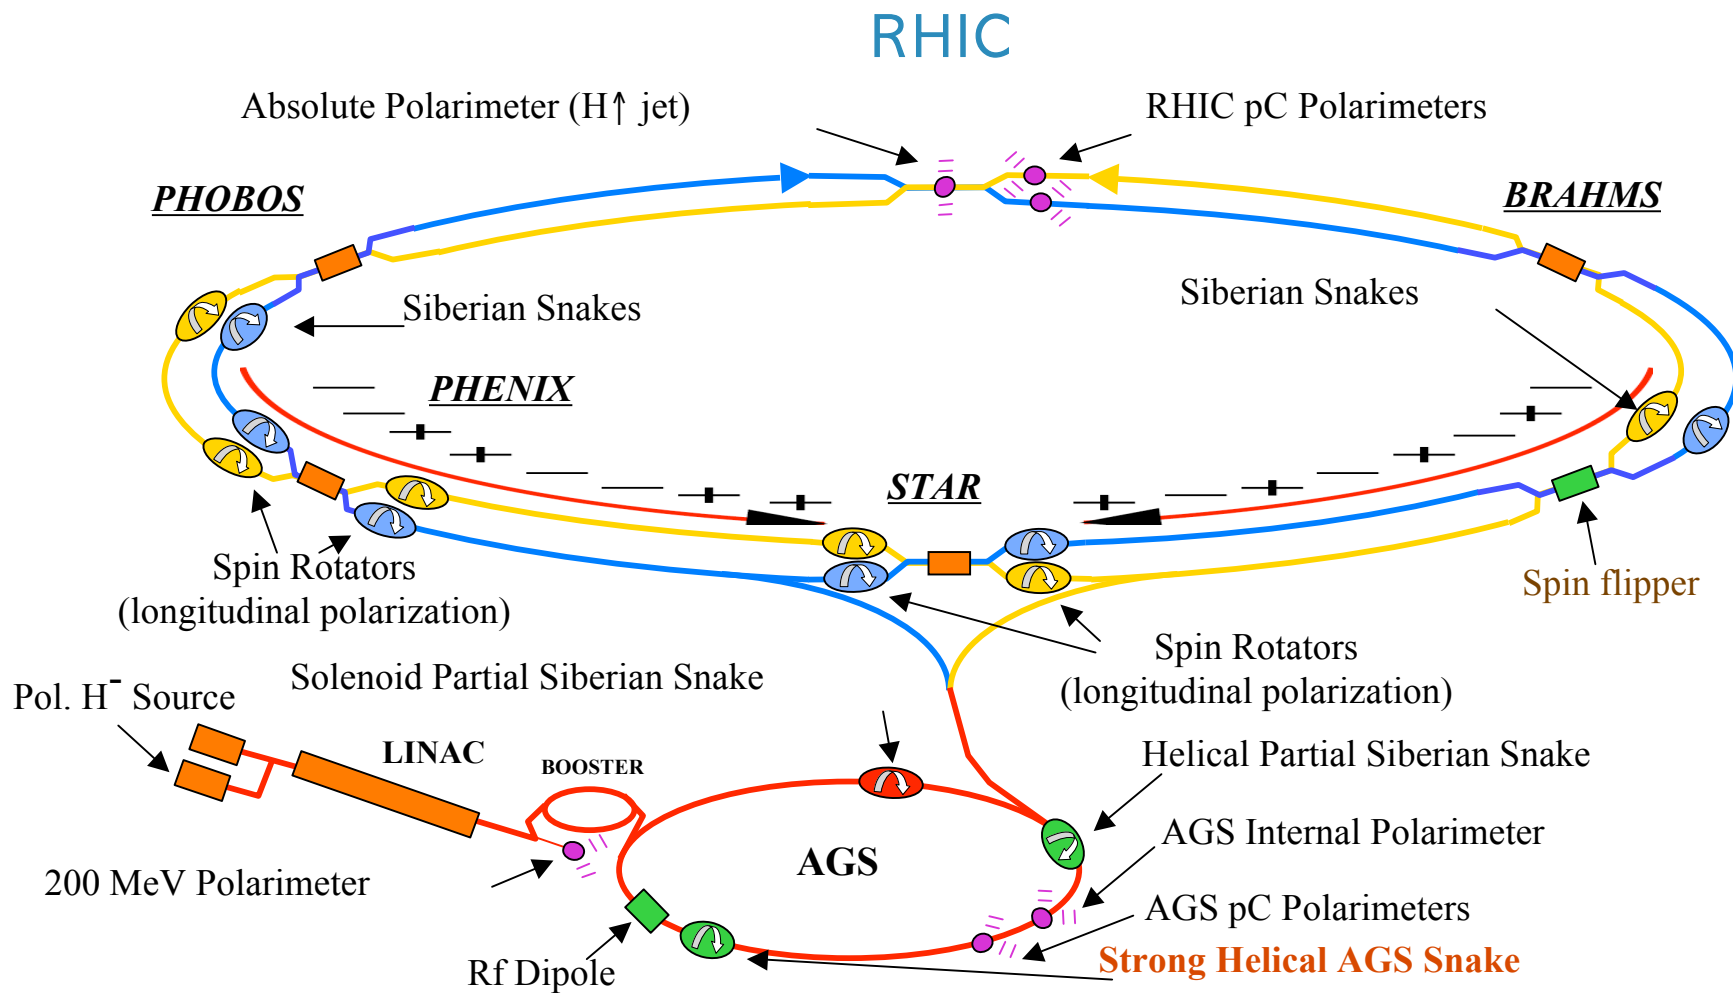 RHIC
Absolute Polarimeter (H↑ jet)
RHIC pC Polarimeters
PHOBOS
BRAHMS
Siberian Snakes
Siberian Snakes
PHENIX
STAR
Spin Rotators
(longitudinal polarization)
Spin flipper
Spin Rotators
(longitudinal polarization)
Solenoid Partial Siberian Snake
Pol. H⁻ Source
LINAC
BOOSTER
Helical Partial Siberian Snake
AGS Internal Polarimeter
AGS
200 MeV Polarimeter
AGS pC Polarimeters
Rf Dipole
Strong Helical AGS Snake